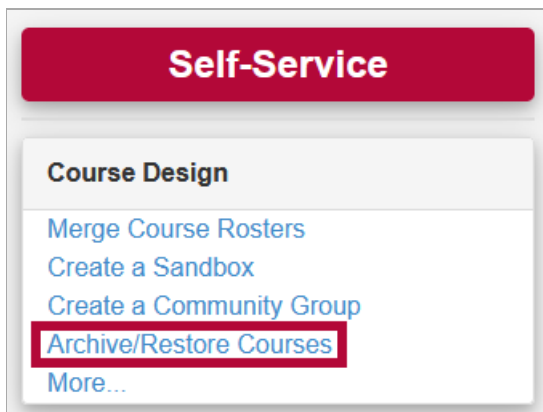 Self-Service
Course Design
Merge Course Rosters
Create a Sandbox
Create a Community Group
Archive/Restore Courses
More...